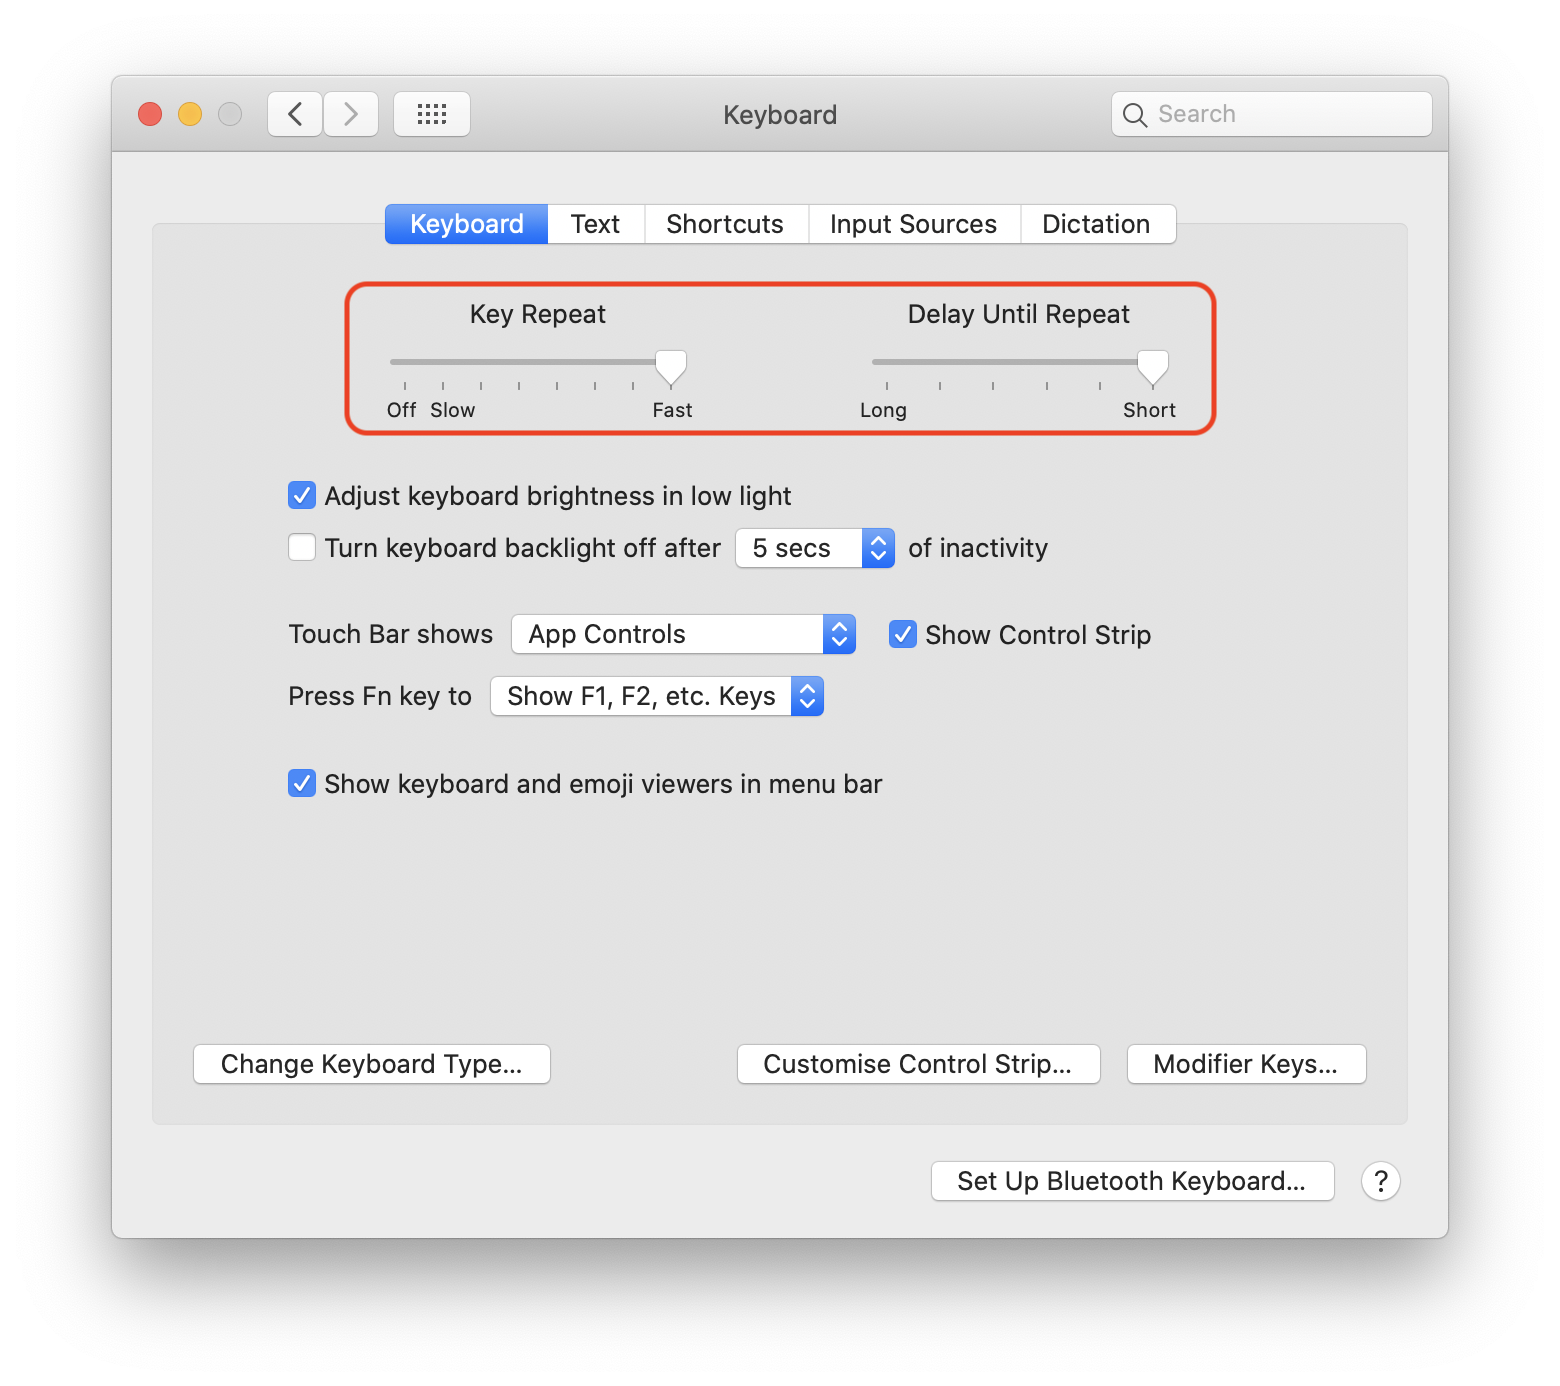 Keyboard
Search
Keyboard Text Shortcuts Input Sources Dictation
Key Repeat Delay Until Repeat
Off Slow Fast Long Short
Adjust keyboard brightness in low light
Turn keyboard backlight off after 5 secs of inactivity
Touch Bar shows App Controls Show Control Strip
Press Fn key to Show F1, F2, etc. Keys
Show keyboard and emoji viewers in menu bar
Change Keyboard Type... Customise Control Strip... Modifier Keys...
Set Up Bluetooth Keyboard... ?